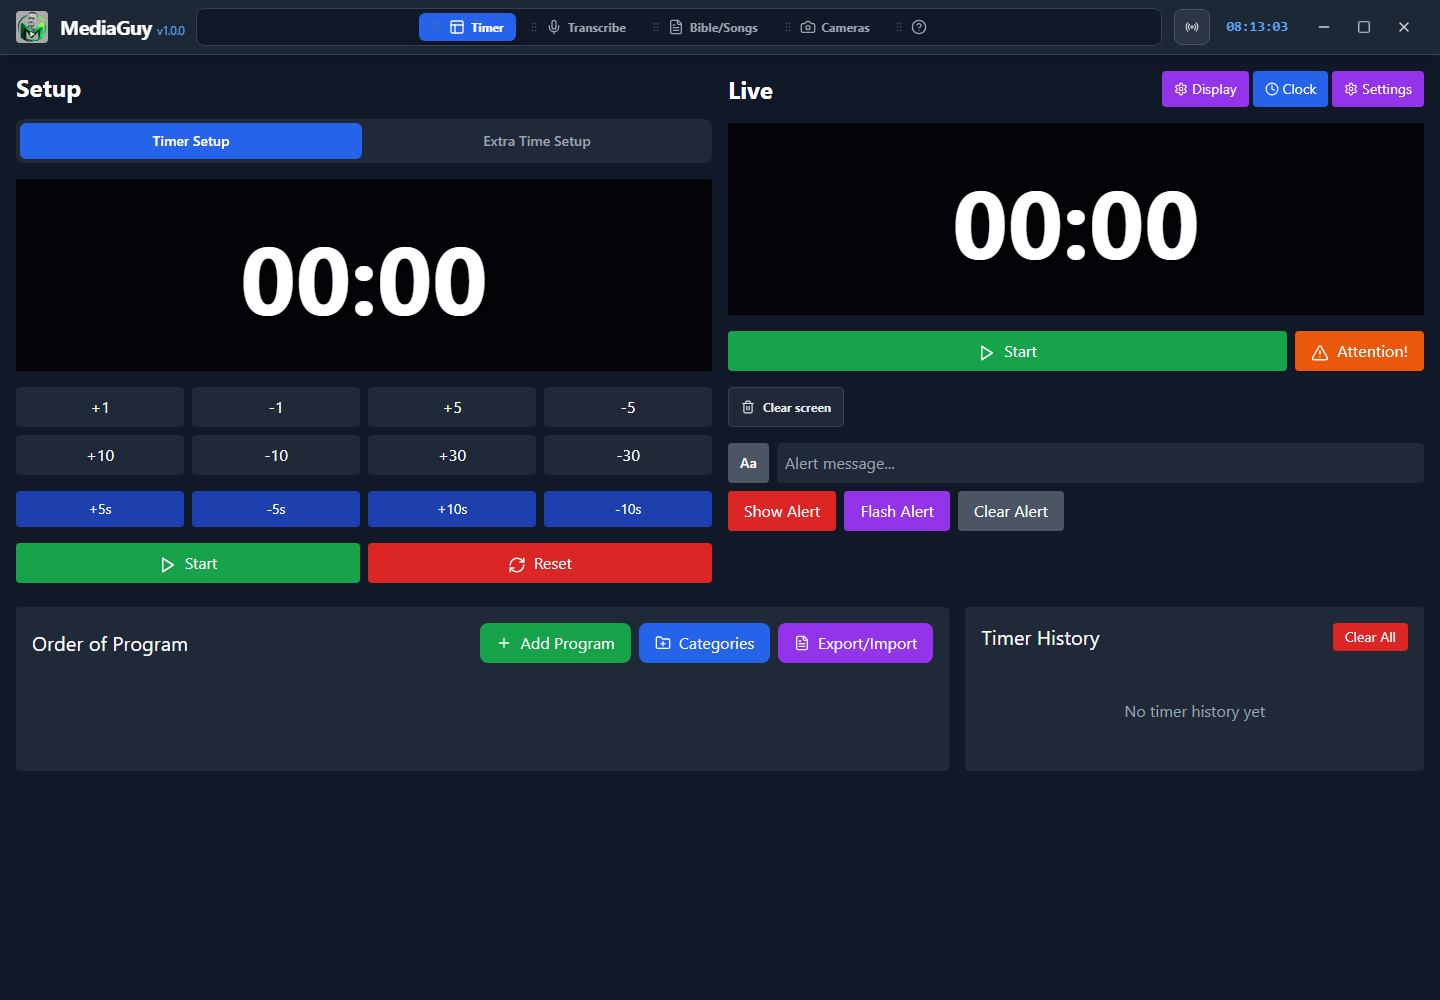 MediaGuy v1.0.0
Timer
Transcribe
Bible/Songs
Cameras
08:13:03
Setup
Timer Setup
Extra Time Setup
00:00
+1
-1
+5
-5
+10
-10
+30
-30
+5s
-5s
+10s
-10s
Start
Reset
Live
Display
Clock
Settings
00:00
Start
Attention!
Clear screen
Aa
Alert message...
Show Alert
Flash Alert
Clear Alert
Order of Program
Add Program
Categories
Export/Import
Timer History
Clear All
No timer history yet